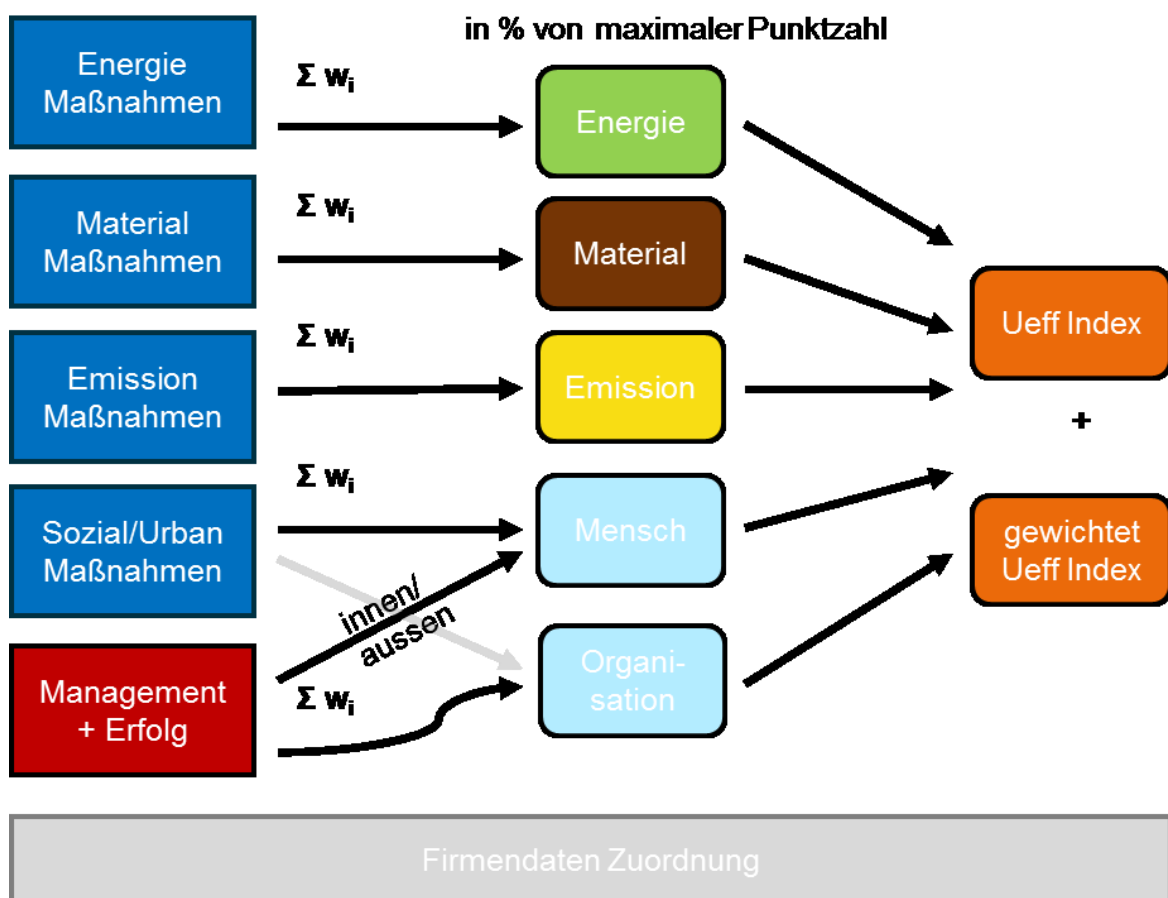 in % von maximaler Punktzahl
Energie
Maßnahmen
Σ wi
Energie
Material
Maßnahmen
Σ wi
Material
Ueff Index
Emission
Maßnahmen
Σ wi
Emission
+
Sozial/Urban
Maßnahmen
Σ wi
Mensch
gewichtet
Ueff Index
innen/
aussen
Management
+ Erfolg
Σ wi
Organi-
sation
Firmendaten Zuordnung